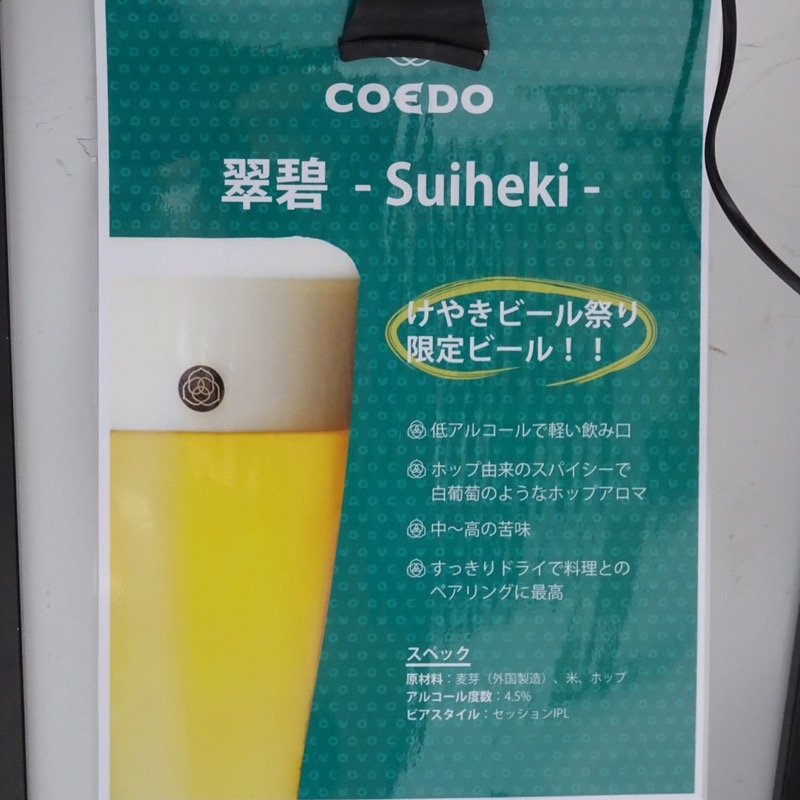 COEDO
翠碧 - Suiheki -
けやきビール祭り
限定ビール！！
低アルコールで軽い飲み口
ホップ由来のスパイシーで
白葡萄のようなホップアロマ
中～高の苦味
すっきりドライで料理との
ペアリングに最高
スペック
原材料：麦芽（外国製造）、米、ホップ
アルコール度数：4.5%
ビアスタイル：セッションIPL